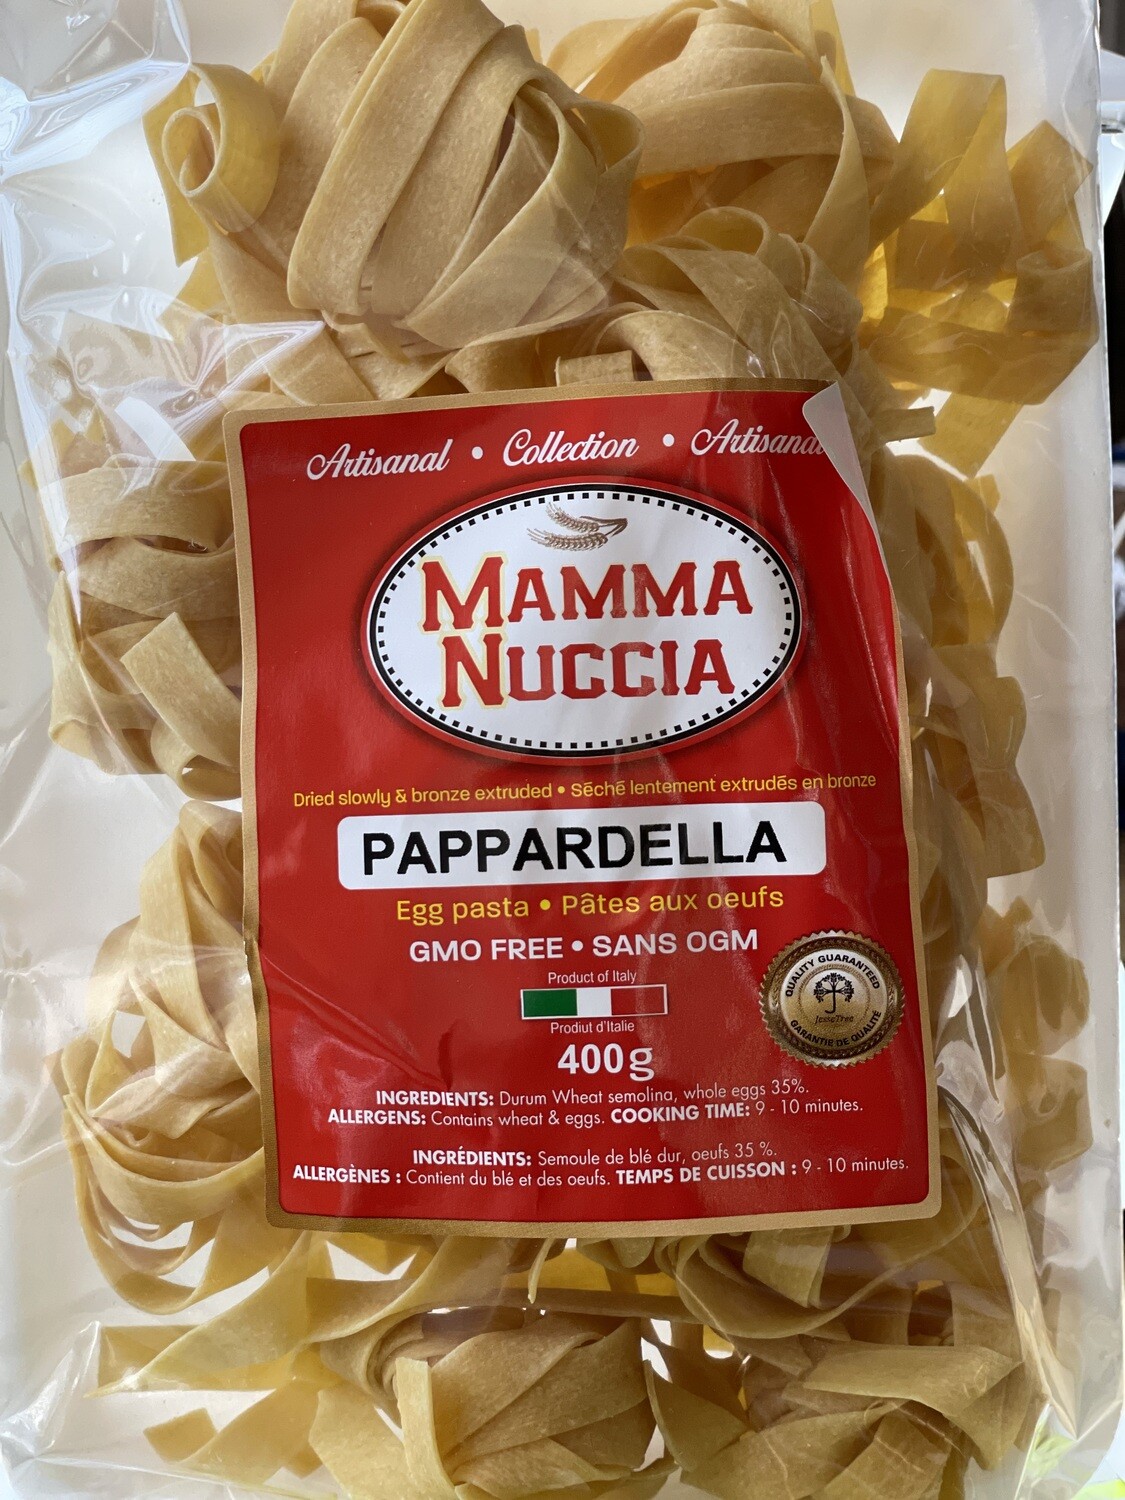 Artisanal • Collection • Artisanal
MAMMA
NUCCIA
Dried slowly & bronze extruded • Séché lentement extrudés en bronze
PAPPARDELLA
Egg pasta • Pâtes aux oeufs
GMO FREE • SANS OGM
Product of Italy
Prodiut d'Italie
400g
QUALITY GUARANTEED
JesseTree
GARANTIE DE QUALITÉ
INGREDIENTS: Durum Wheat semolina, whole eggs 35%.
ALLERGENS: Contains wheat & eggs. COOKING TIME: 9 - 10 minutes.
INGRÉDIENTS: Semoule de blé dur, oeufs 35 %.
ALLERGÈNES : Contient du blé et des oeufs. TEMPS DE CUISSON : 9 - 10 minutes.